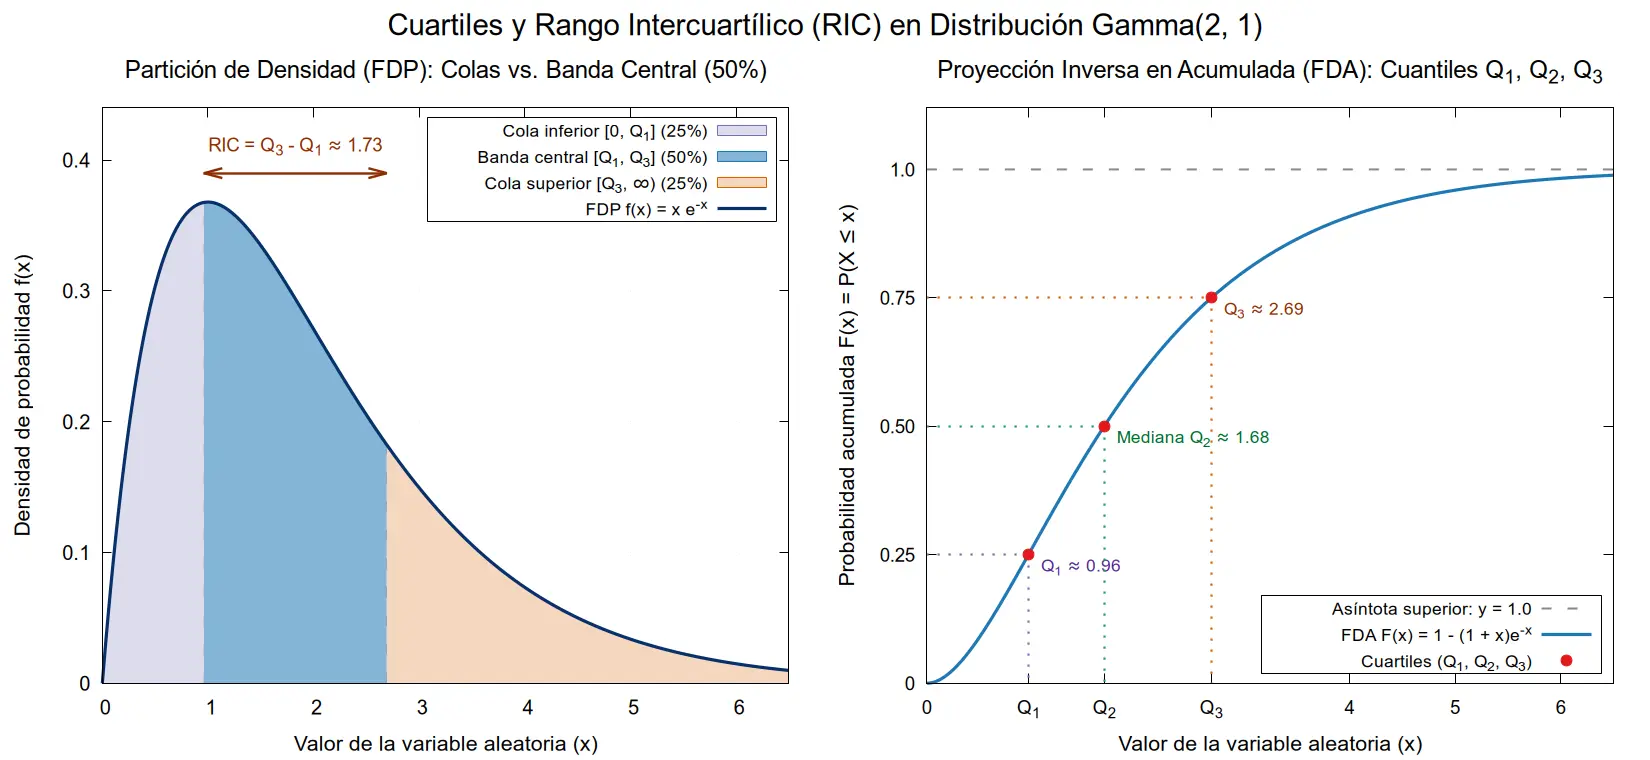 Cuartiles y Rango Intercuartílico (RIC) en Distribución Gamma(2, 1)
Partición de Densidad (FDP): Colas vs. Banda Central (50%)
RIC = Q₃ - Q₁ ≈ 1.73
Cola inferior [0, Q₁] (25%)
Banda central [Q₁, Q₃] (50%)
Cola superior [Q₃, ∞) (25%)
FDP f(x) = x e⁻ˣ
Densidad de probabilidad f(x)
0.4
0.3
0.2
0.1
0
0 1 2 3 4 5 6
Valor de la variable aleatoria (x)
Proyección Inversa en Acumulada (FDA): Cuantiles Q₁, Q₂, Q₃
Probabilidad acumulada F(x) = P(X ≤ x)
1.0
0.75
0.50
0.25
0
Q₃ ≈ 2.69
Mediana Q₂ ≈ 1.68
Q₁ ≈ 0.96
Asíntota superior: y = 1.0
FDA F(x) = 1 - (1 + x)e⁻ˣ
Cuartiles (Q₁, Q₂, Q₃)
0 Q₁ Q₂ Q₃ 4 5 6
Valor de la variable aleatoria (x)